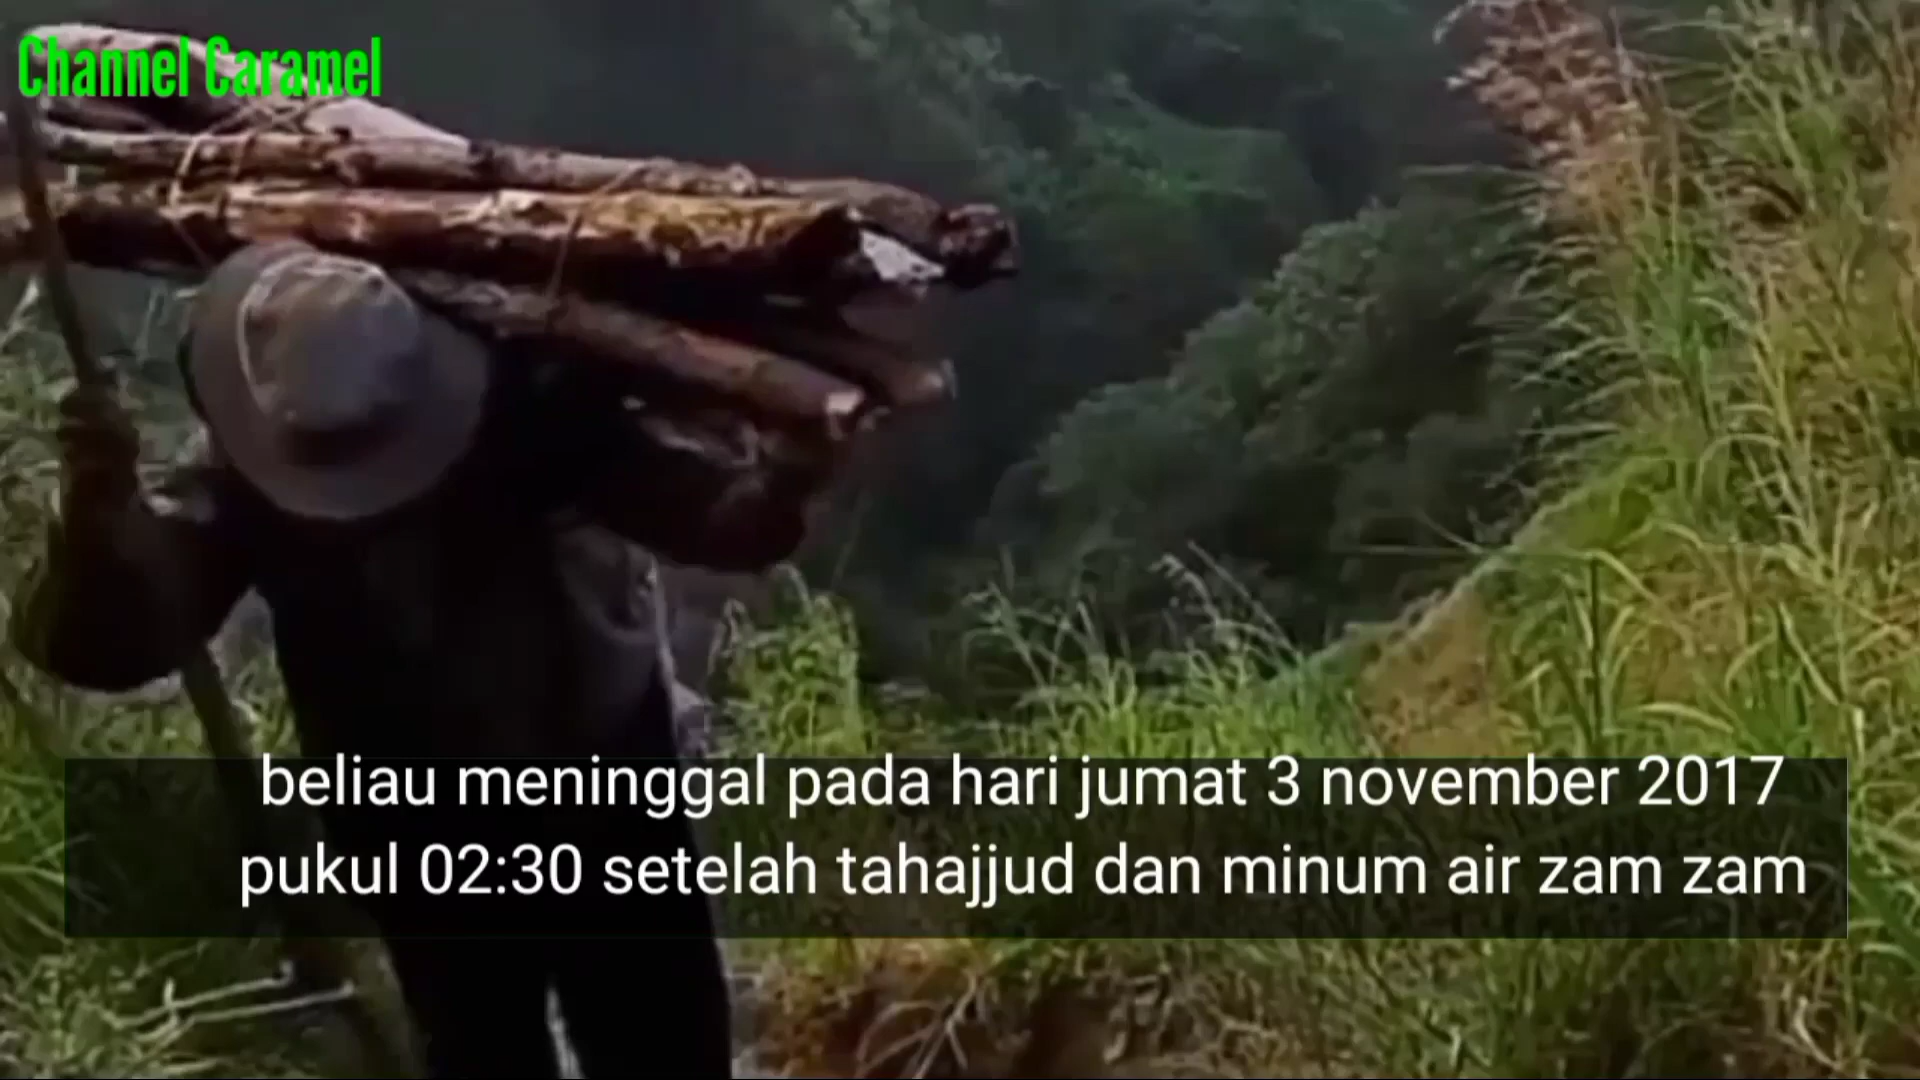 Channel Caramel
beliau meninggal pada hari jumat 3 november 2017
pukul 02:30 setelah tahajjud dan minum air zam zam